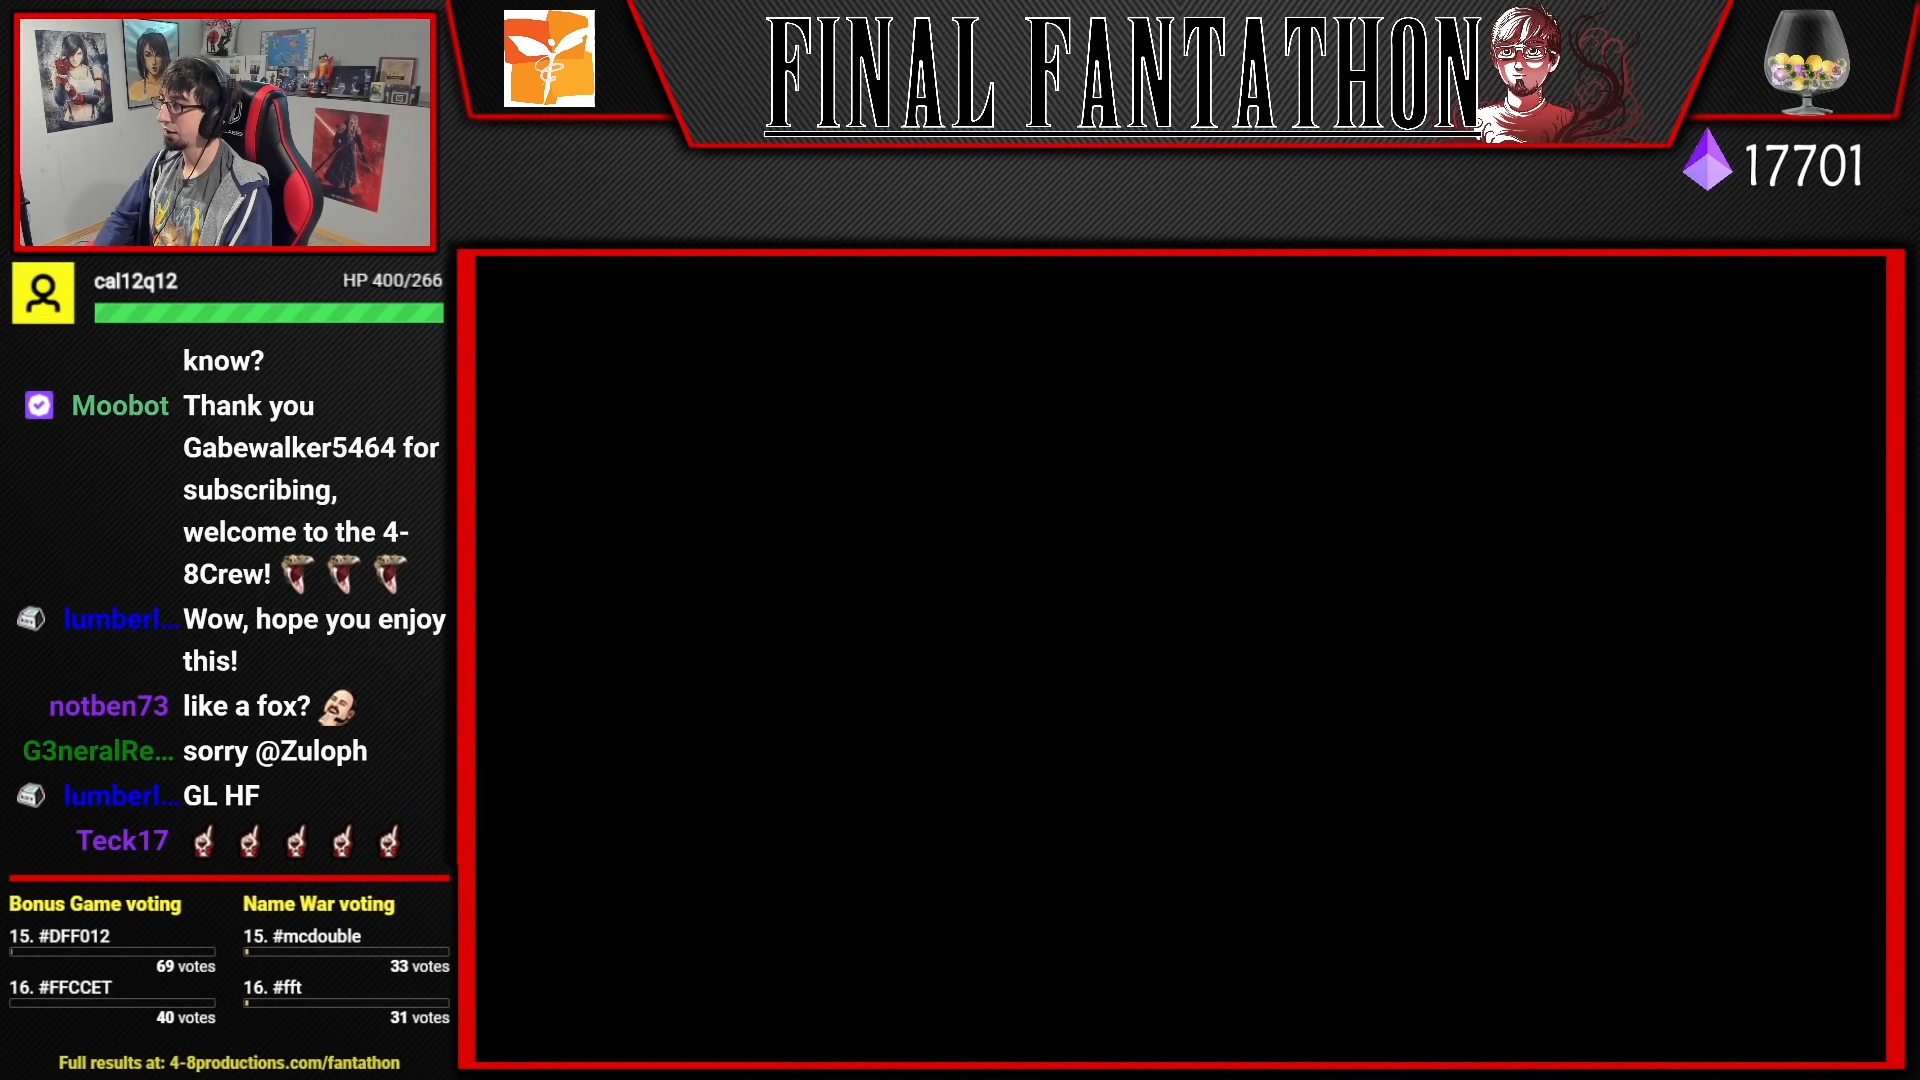 FINAL FANTATHON
17701
cal12q12
HP 400/266
know?
Moobot Thank you
Gabewalker5464 for
subscribing,
welcome to the 4-
8Crew!
lumberl... Wow, hope you enjoy
this!
notben73 like a fox?
G3neralRe... sorry @Zuloph
lumberl... GL HF
Teck17
Bonus Game voting
15. #DFF012
69 votes
16. #FFCCET
40 votes
Name War voting
15. #mcdouble
33 votes
16. #fft
31 votes
Full results at: 4-8productions.com/fantathon